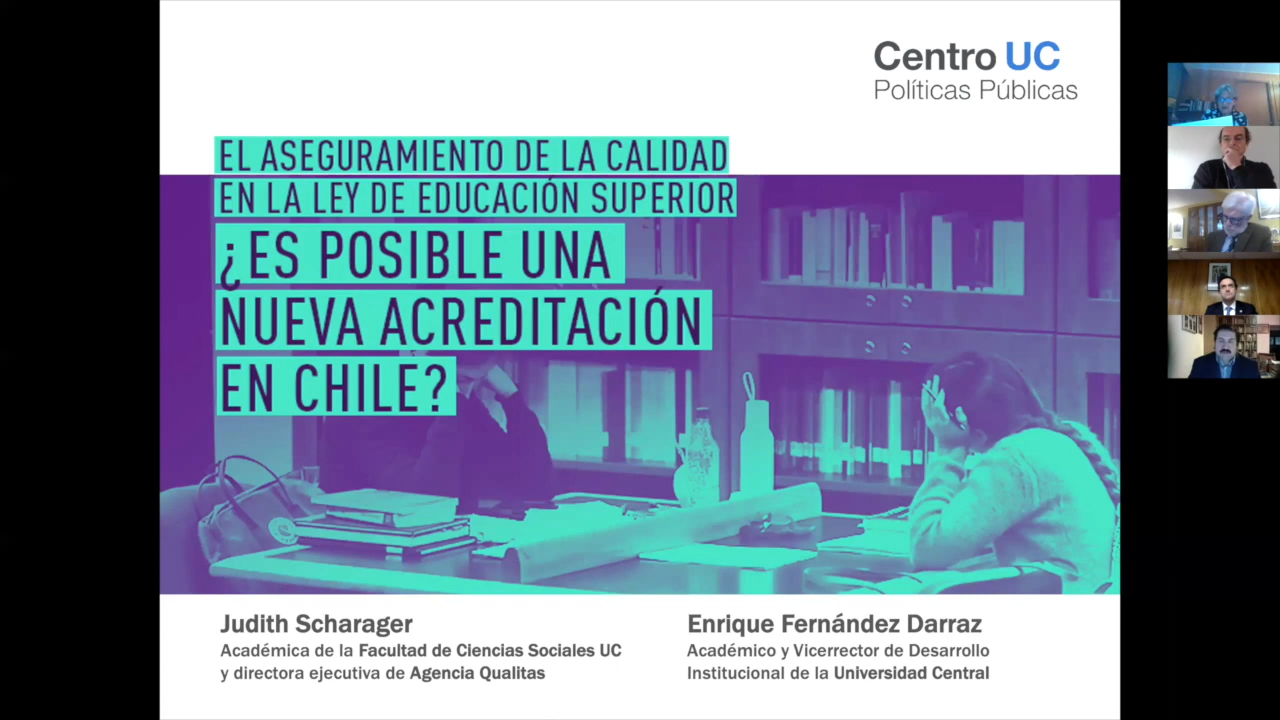 Centro UC
Políticas Públicas
EL ASEGURAMIENTO DE LA CALIDAD
EN LA LEY DE EDUCACIÓN SUPERIOR
¿ES POSIBLE UNA
NUEVA ACREDITACIÓN
EN CHILE?
Judith Scharager
Académica de la Facultad de Ciencias Sociales UC
y directora ejecutiva de Agencia Qualitas
Enrique Fernández Darraz
Académico y Vicerrector de Desarrollo
Institucional de la Universidad Central